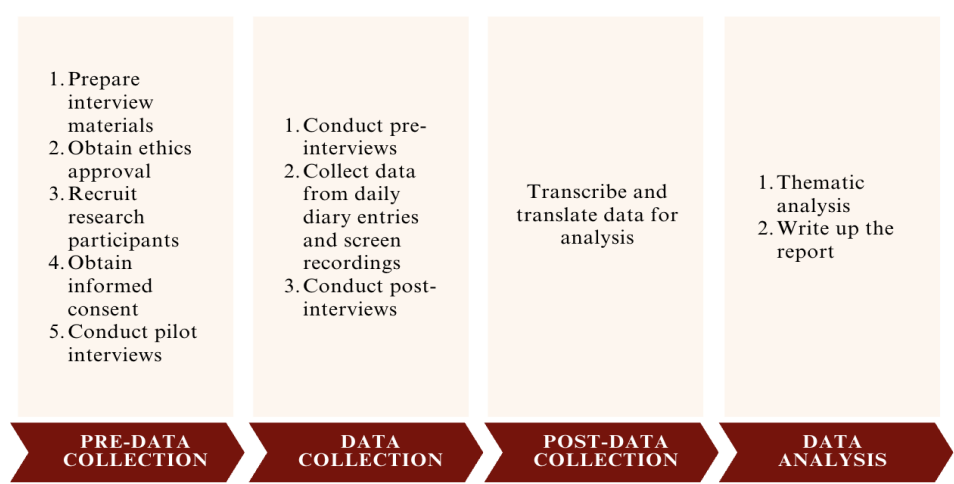 1. Prepare
interview
materials
2. Obtain ethics
approval
3. Recruit
research
participants
4. Obtain
informed
consent
5. Conduct pilot
interviews
PRE-DATA
COLLECTION
1. Conduct pre-
interviews
2. Collect data
from daily
diary entries
and screen
recordings
3. Conduct post-
interviews
DATA
COLLECTION
Transcribe and
translate data for
analysis
POST-DATA
COLLECTION
1. Thematic
analysis
2. Write up the
report
DATA
ANALYSIS